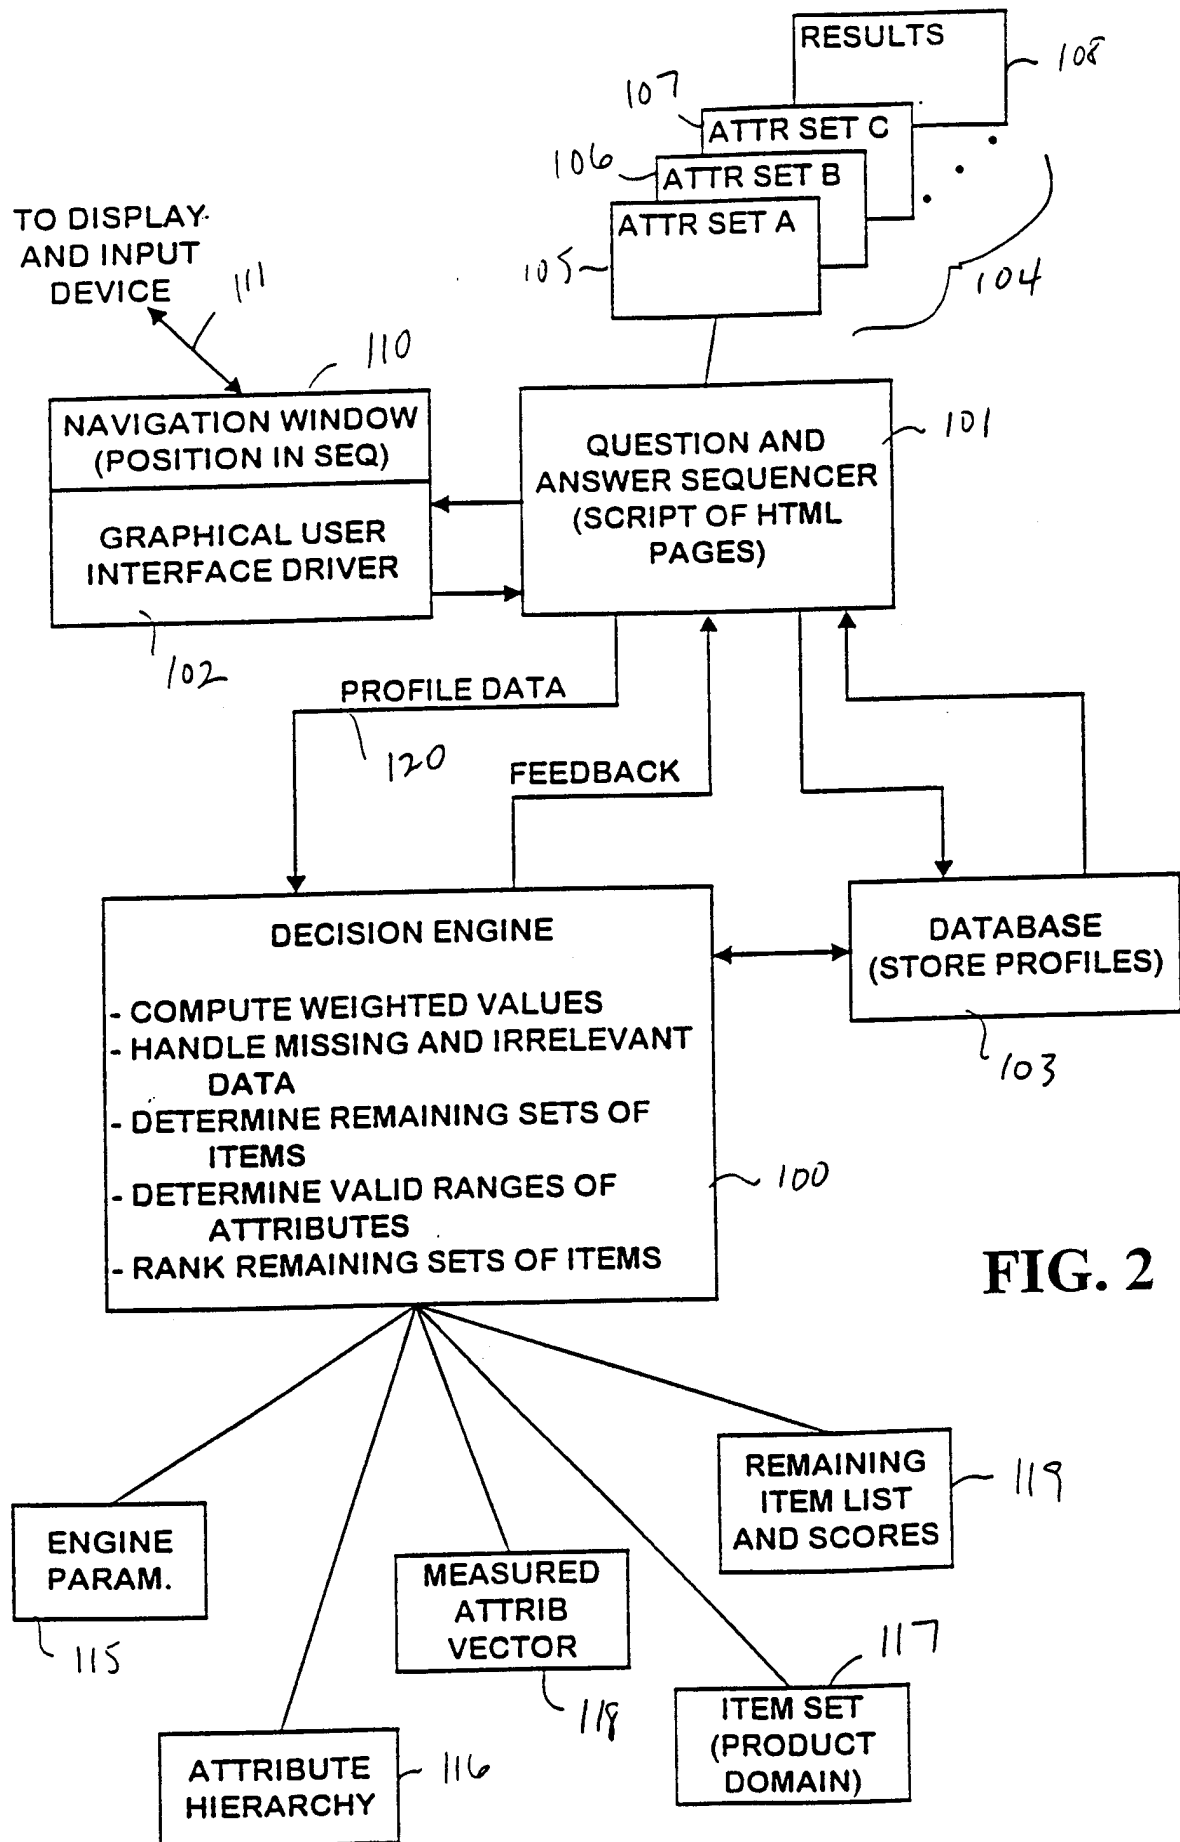 RESULTS
108
107
ATTR SET C
106
ATTR SET B
ATTR SET A
105
104
TO DISPLAY
AND INPUT
DEVICE
111
110
NAVIGATION WINDOW
(POSITION IN SEQ)
GRAPHICAL USER
INTERFACE DRIVER
102
QUESTION AND
ANSWER SEQUENCER
(SCRIPT OF HTML
PAGES)
101
PROFILE DATA
120
FEEDBACK
DECISION ENGINE
- COMPUTE WEIGHTED VALUES
- HANDLE MISSING AND IRRELEVANT
DATA
- DETERMINE REMAINING SETS OF
ITEMS
- DETERMINE VALID RANGES OF
ATTRIBUTES
- RANK REMAINING SETS OF ITEMS
100
DATABASE
(STORE PROFILES)
103
FIG. 2
ENGINE
PARAM.
115
ATTRIBUTE
HIERARCHY
116
MEASURED
ATTRIB
VECTOR
118
REMAINING
ITEM LIST
AND SCORES
119
117
ITEM SET
(PRODUCT
DOMAIN)